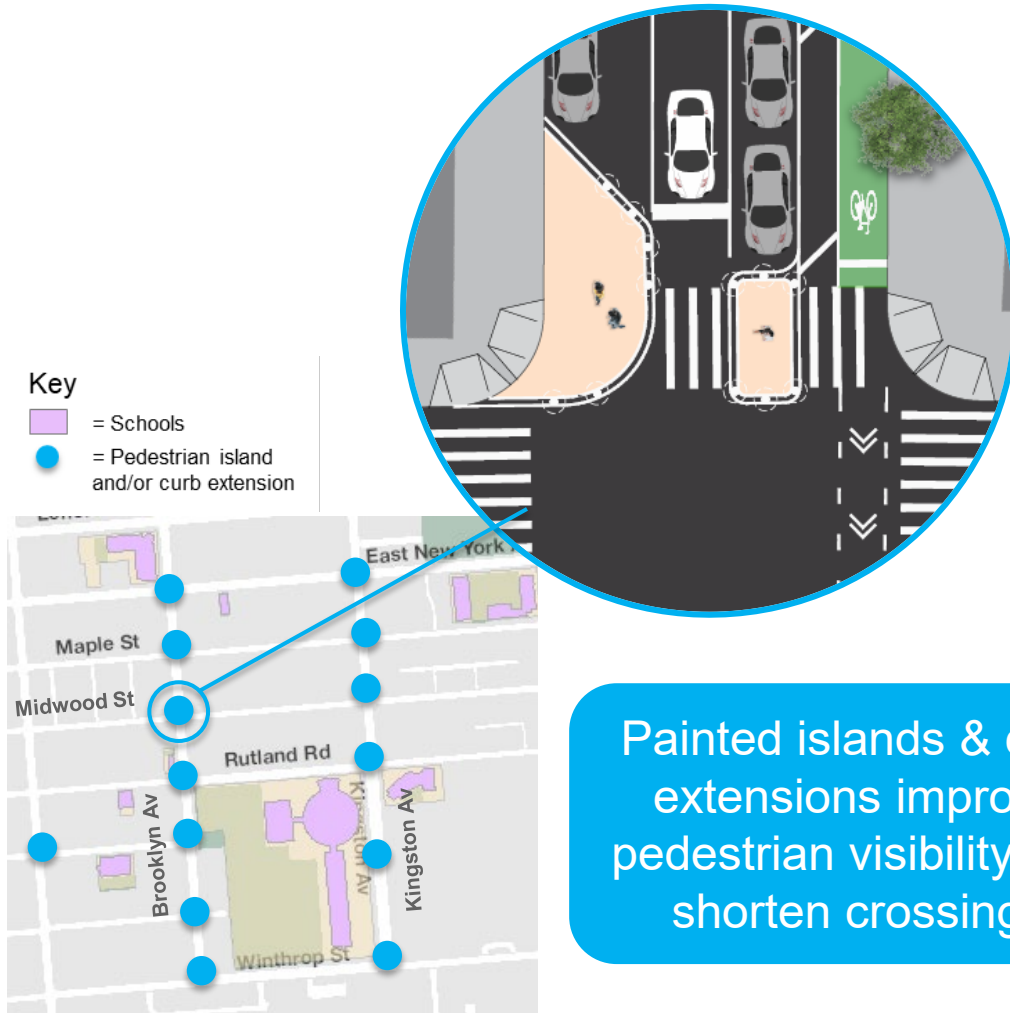 Key
= Schools
= Pedestrian island
and/or curb extension
East New York
Maple St
Midwood St
Rutland Rd
Brooklyn Av
Kingston Av
Kingston Av
Winthrop St
Painted islands &
extensions impro
pedestrian visibility
shorten crossing